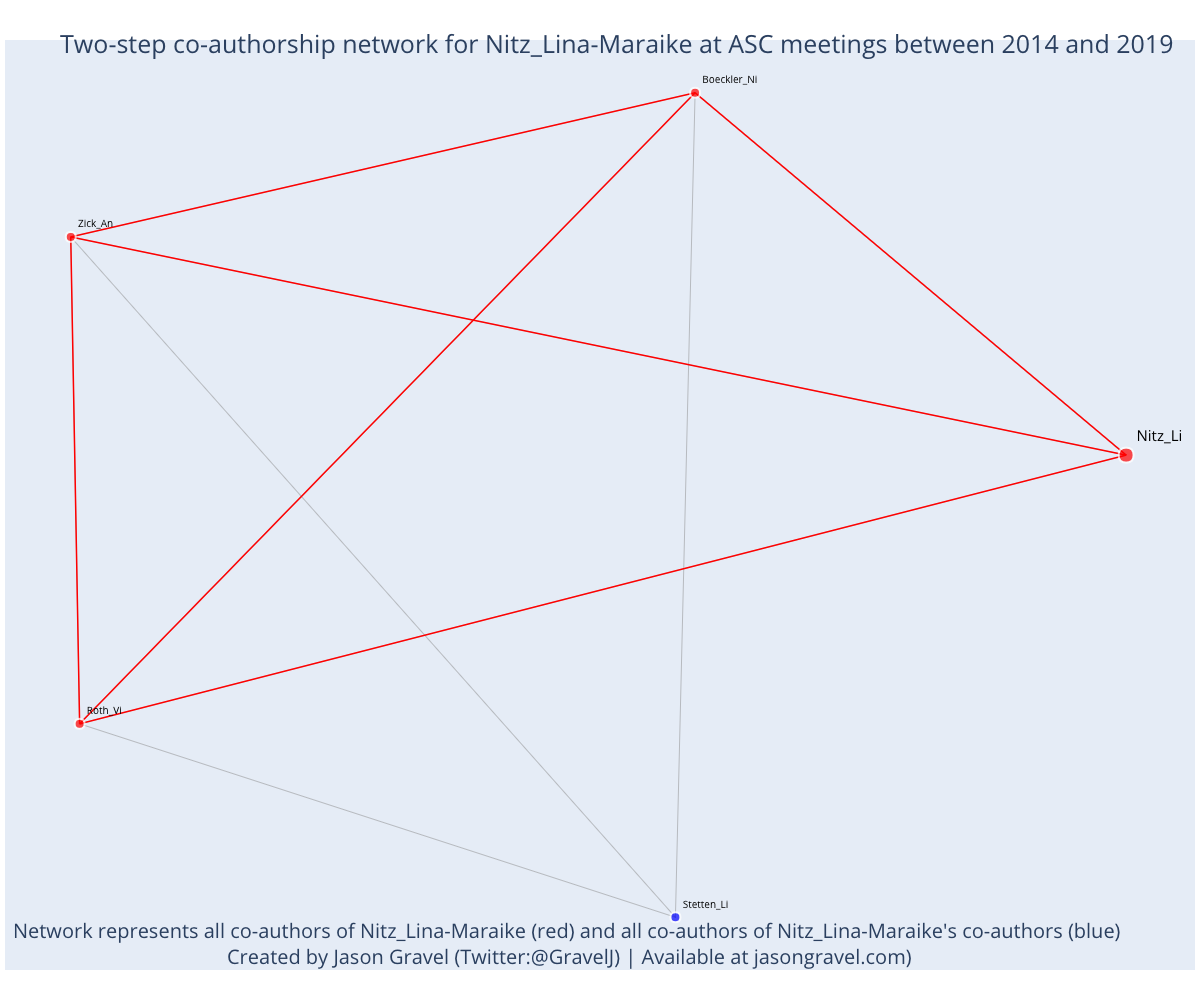 Two-step co-authorship network for Nitz_Lina-Maraike at ASC meetings between 2014 and 2019
Boeckler_Ni
Zick_An
Nitz_Li
Roth_Vi
Stetten_Li
Network represents all co-authors of Nitz_Lina-Maraike (red) and all co-authors of Nitz_Lina-Maraike's co-authors (blue)
Created by Jason Gravel (Twitter:@GravelJ) | Available at jasongravel.com)